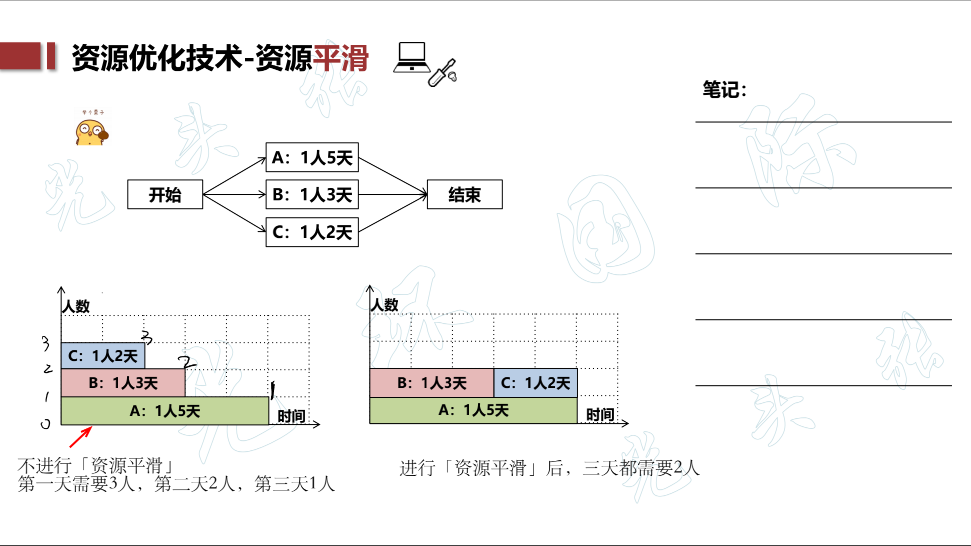 资源优化技术-资源平滑
笔记：
A：1人5天
开始
B：1人3天
结束
C：1人2天
人数
3
3
C：1人2天
2
2
B：1人3天
1
1
A：1人5天
时间
0
不进行「资源平滑」
第一天需要3人，第二天2人，第三天1人
人数
B：1人3天
C：1人2天
A：1人5天
时间
进行「资源平滑」后，三天都需要2人